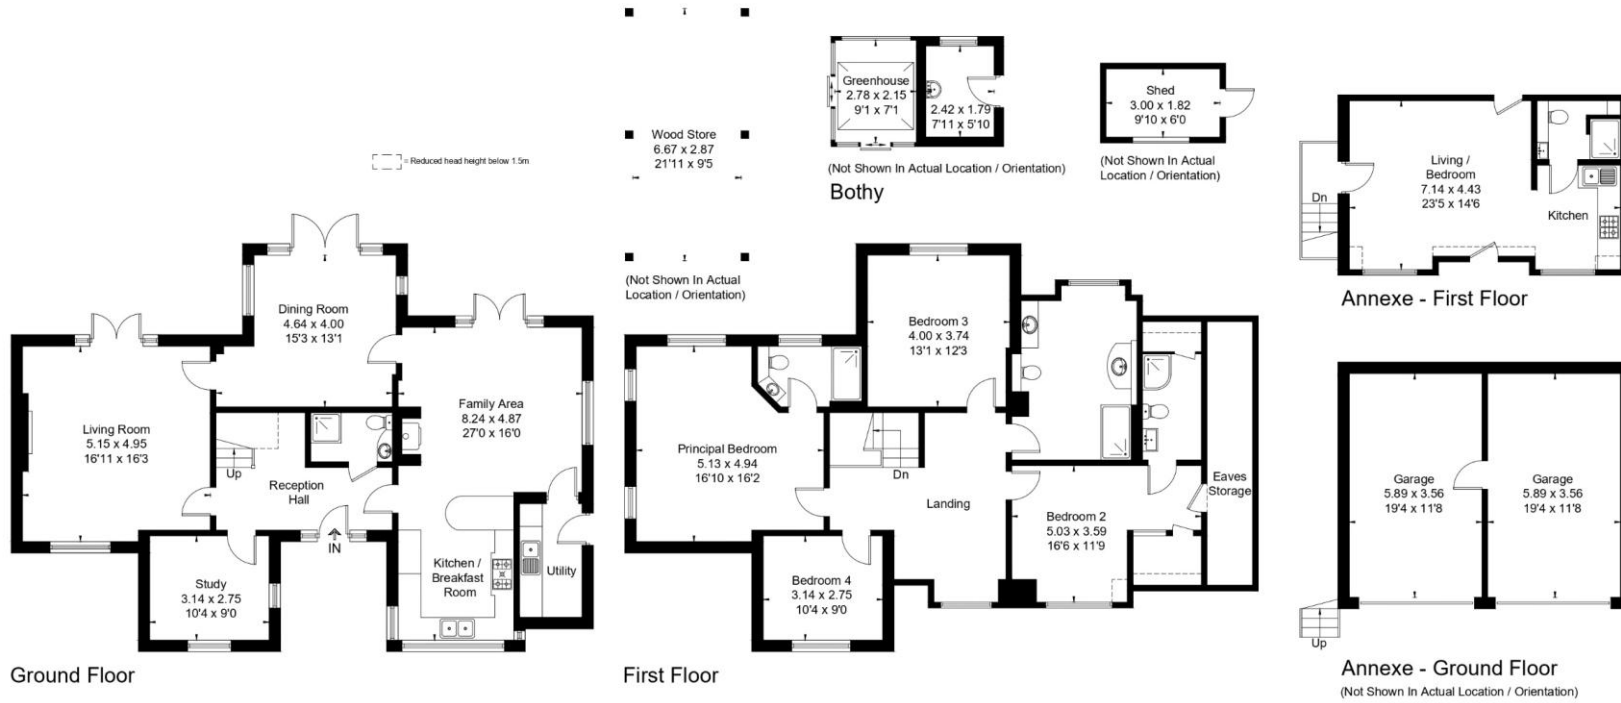 Wood Store
6.67 x 2.87
21'11 x 9'5
(Not Shown In Actual
Location / Orientation)
= Reduced head height below 1.5m
Greenhouse
2.78 x 2.15
9'1 x 7'1
2.42 x 1.79
7'11 x 5'10
(Not Shown In Actual Location / Orientation)
Bothy
Shed
3.00 x 1.82
9'10 x 6'0
(Not Shown In Actual
Location / Orientation)
Dn
Living /
Bedroom
7.14 x 4.43
23'5 x 14'6
Kitchen
Annexe - First Floor
Dining Room
4.64 x 4.00
15'3 x 13'1
Living Room
5.15 x 4.95
16'11 x 16'3
Up
Reception
Hall
IN
Family Area
8.24 x 4.87
27'0 x 16'0
Study
3.14 x 2.75
10'4 x 9'0
Kitchen /
Breakfast
Room
Utility
Ground Floor
Bedroom 3
4.00 x 3.74
13'1 x 12'3
Principal Bedroom
5.13 x 4.94
16'10 x 16'2
Dn
Landing
Bedroom 2
5.03 x 3.59
16'6 x 11'9
Eaves
Storage
Bedroom 4
3.14 x 2.75
10'4 x 9'0
First Floor
Garage
5.89 x 3.56
19'4 x 11'8
Garage
5.89 x 3.56
19'4 x 11'8
Up
Annexe - Ground Floor
(Not Shown In Actual Location / Orientation)